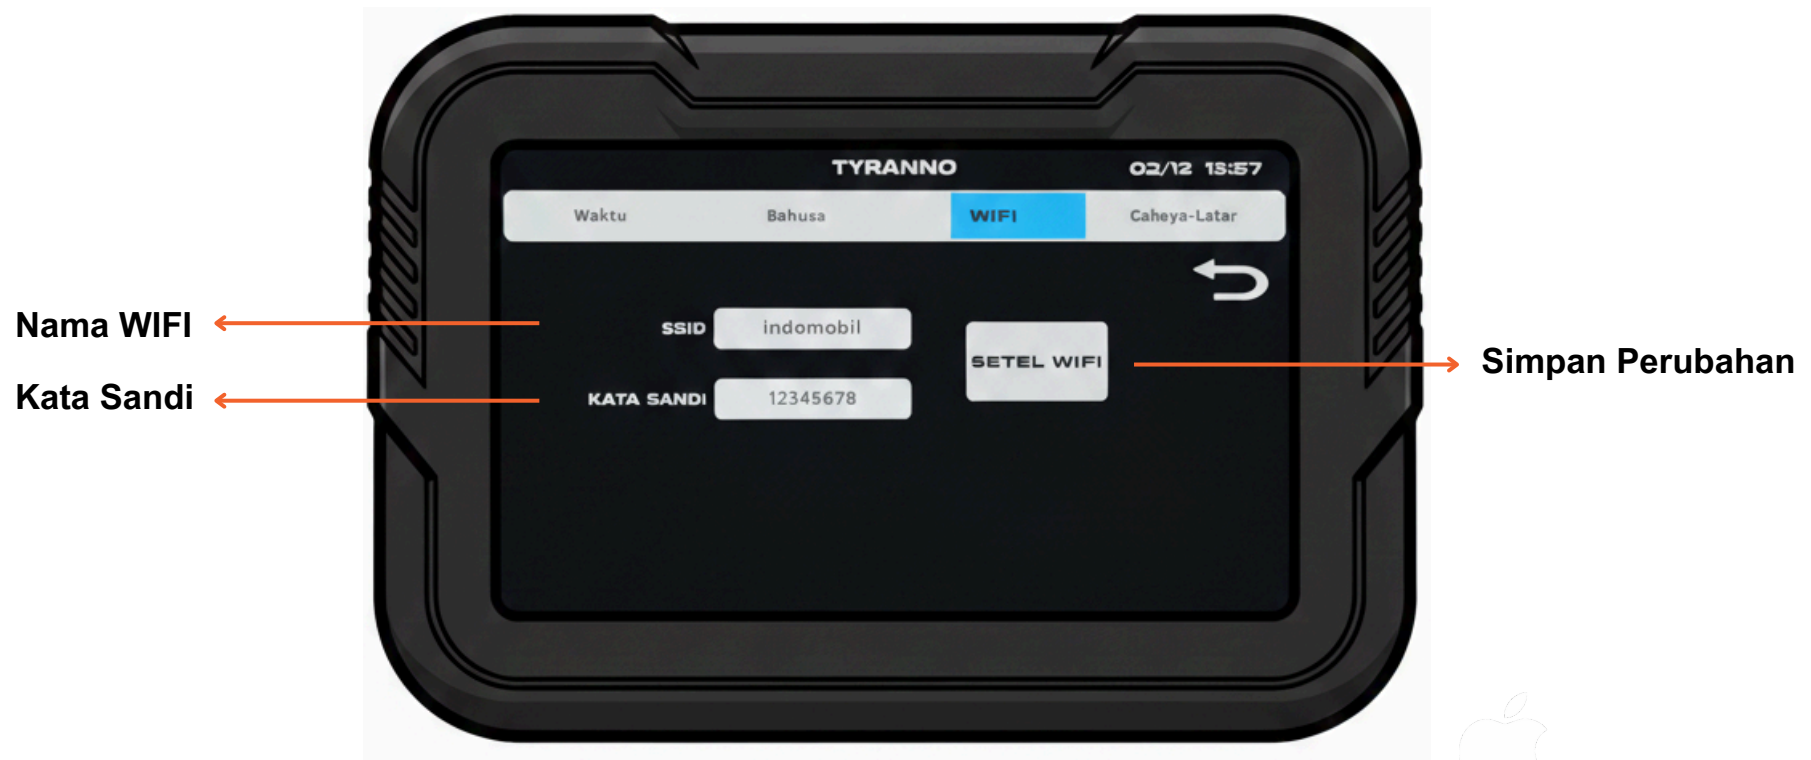 TYRANNO 02/12 18:57
Waktu Bahusa WIFI Caheya-Latar
Nama WIFI
SSID indomobil
SETEL WIFI
Simpan Perubahan
Kata Sandi
KATA SANDI 12345678